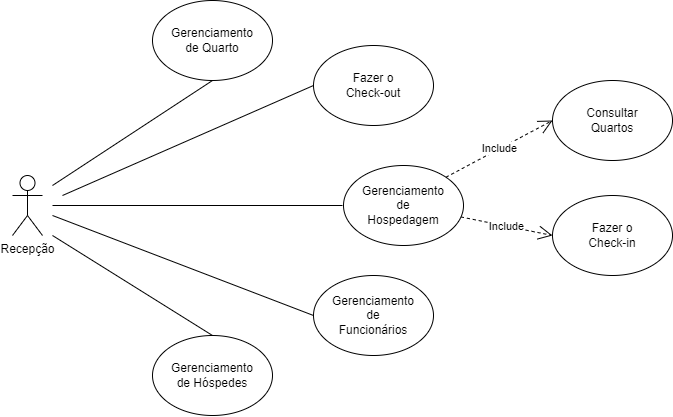 Gerenciamento
de Quarto
Fazer o
Check-out
Consultar
Quartos
Include
Gerenciamento
de
Hospedagem
Include
Fazer o
Check-in
Recepção
Gerenciamento
de
Funcionários
Gerenciamento
de Hóspedes